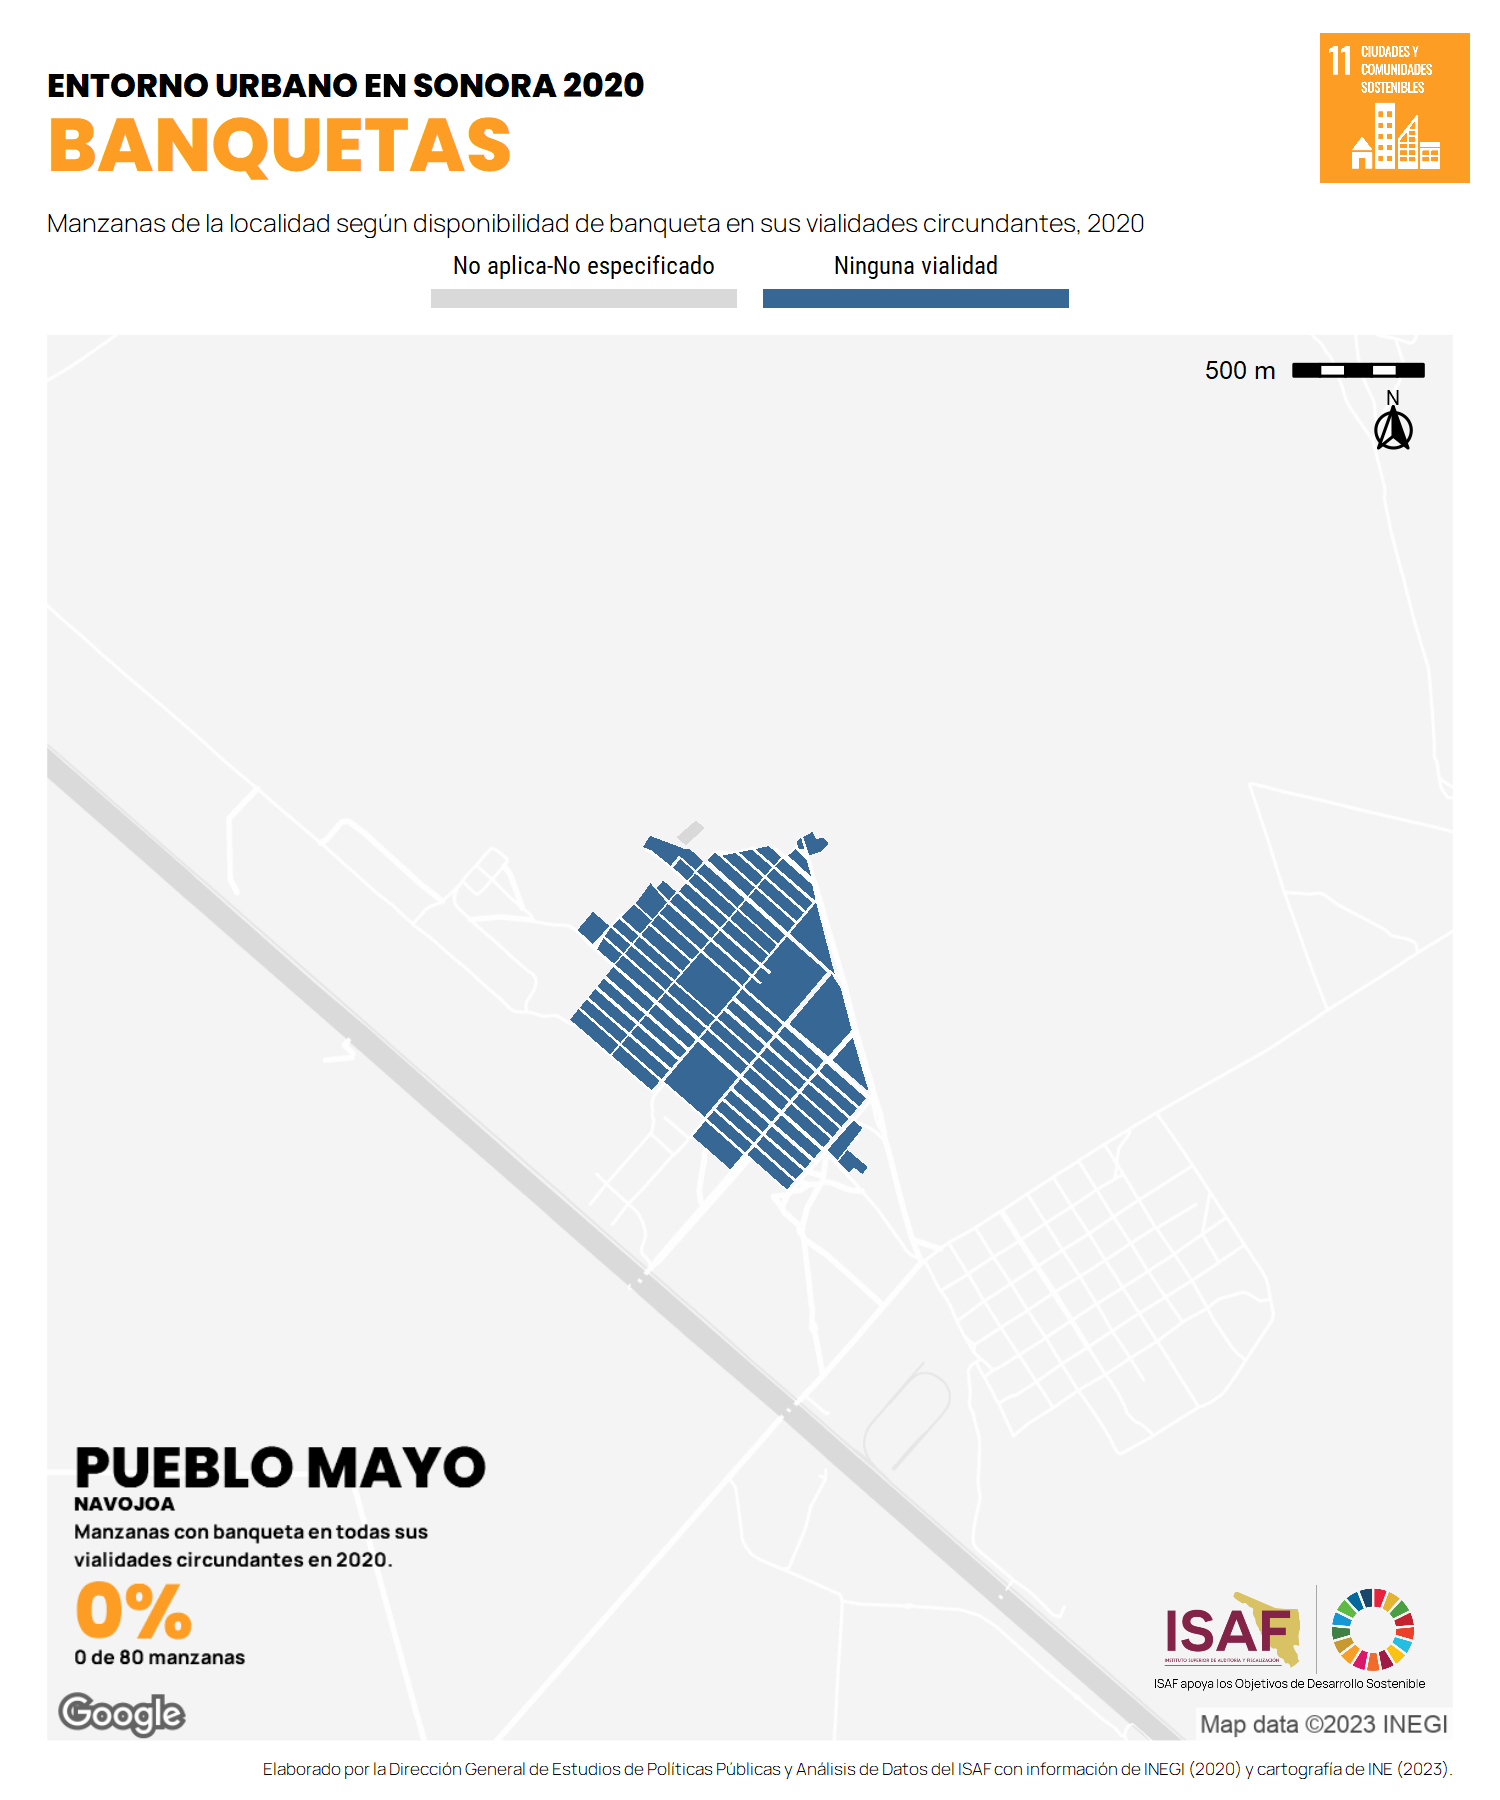 ENTORNO URBANO EN SONORA 2020
BANQUETAS
11 CIUDADES Y
COMUNIDADES
SOSTENIBLES
Manzanas de la localidad según disponibilidad de banqueta en sus vialidades circundantes, 2020
No aplica-No especificado
Ninguna vialidad
500 m
N
PUEBLO MAYO
NAVOJOA
Manzanas con banqueta en todas sus
vialidades circundantes en 2020.
0%
0 de 80 manzanas
ISAF
INSTITUTO SUPERIOR DE AUDITORÍA Y FISCALIZACIÓN
ISAF apoya los Objetivos de Desarrollo Sostenible
Google
Map data ©2023 INEGI
Elaborado por la Dirección General de Estudios de Políticas Públicas y Análisis de Datos del ISAF con información de INEGI (2020) y cartografía de INE (2023).